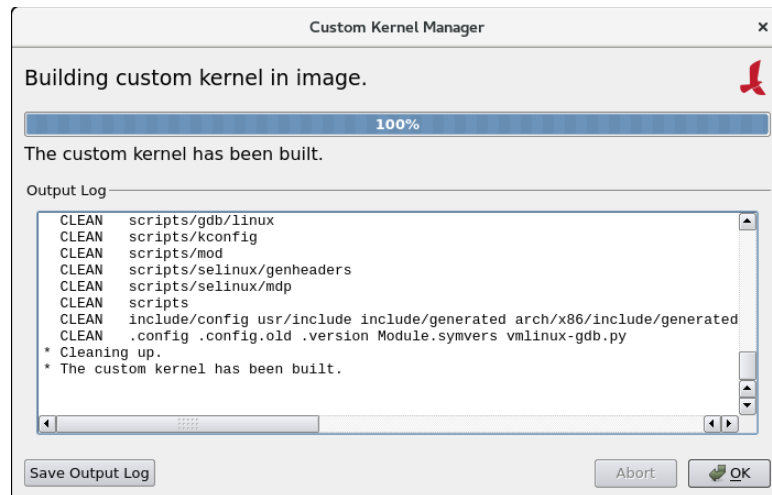 Custom Kernel Manager
Building custom kernel in image.
100%
The custom kernel has been built.
Output Log
CLEAN scripts/gdb/linux
CLEAN scripts/kconfig
CLEAN scripts/mod
CLEAN scripts/selinux/genheaders
CLEAN scripts/selinux/mdp
CLEAN scripts
CLEAN include/config usr/include include/generated arch/x86/include/generated
CLEAN .config .config.old .version Module.symvers vmlinux-gdb.py
* Cleaning up.
* The custom kernel has been built.
Save Output Log
Abort
OK